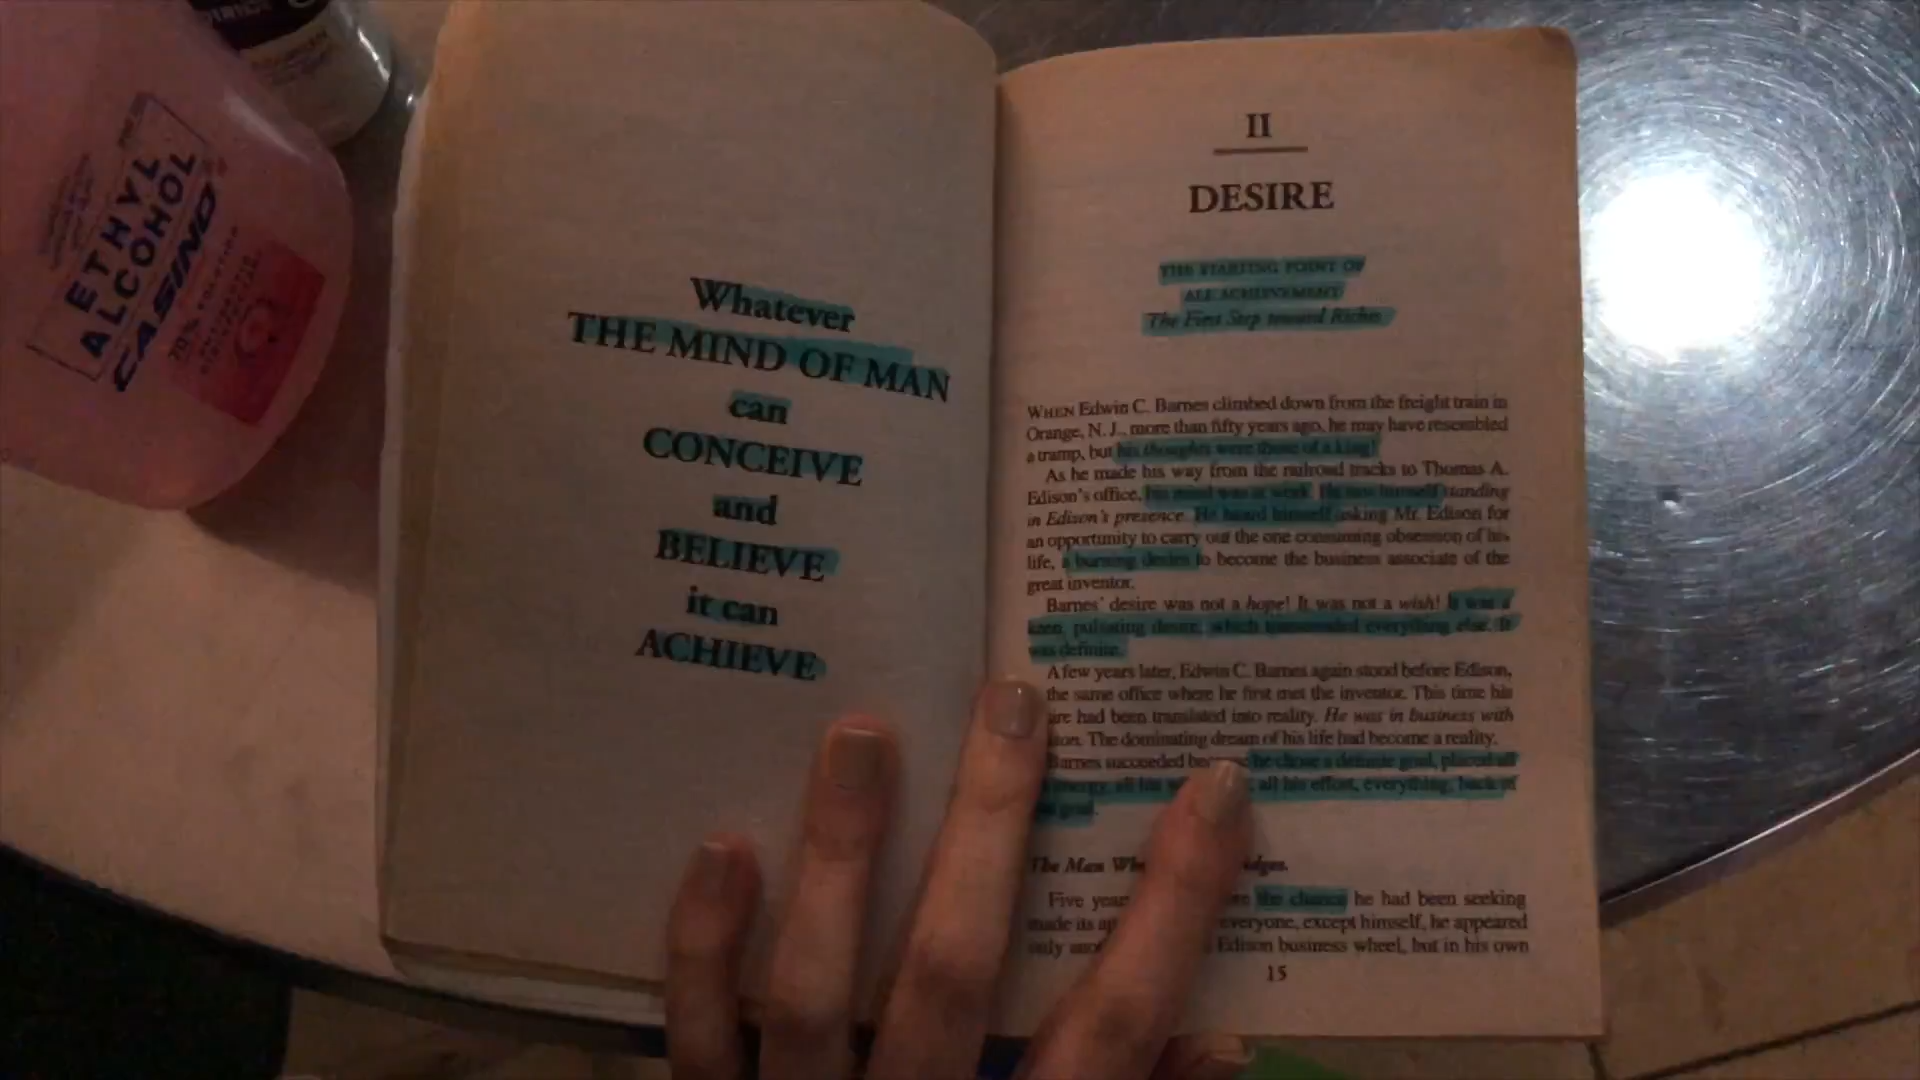 ETHYL
ALCOHOL
CASINO
70% SOLUTION
Whatever
THE MIND OF MAN
can
CONCEIVE
and
BELIEVE
it can
ACHIEVE
II
DESIRE
THE STARTING POINT OF
ALL ACHIEVEMENT
The First Step toward Riches
WHEN Edwin C. Barnes climbed down from the freight train in
Orange, N. J., more than fifty years ago, he may have resembled
a tramp, but his thoughts were those of a king!
As he made his way from the railroad tracks to Thomas A.
Edison's office, his mind was at work. He saw himself standing
in Edison's presence. He heard himself asking Mr. Edison for
an opportunity to carry out the one consuming obsession of his
life, a burning desire to become the business associate of the
great inventor.
Barnes' desire was not a hope! It was not a wish! It was a
keen, pulsating desire, which transcended everything else. It
was definite.
A few years later, Edwin C. Barnes again stood before Edison,
the same office where he first met the inventor. This time his
had been translated into reality. He was in business with
The dominating dream of his life had become a reality.
Barnes succeeded because he chose a definite goal, placed all
energy, all his all his effort, everything, back of
goal.
The Man
Five the chance he had been seeking
made its everyone, except himself, he appeared
only Edison business wheel, but in his own
15